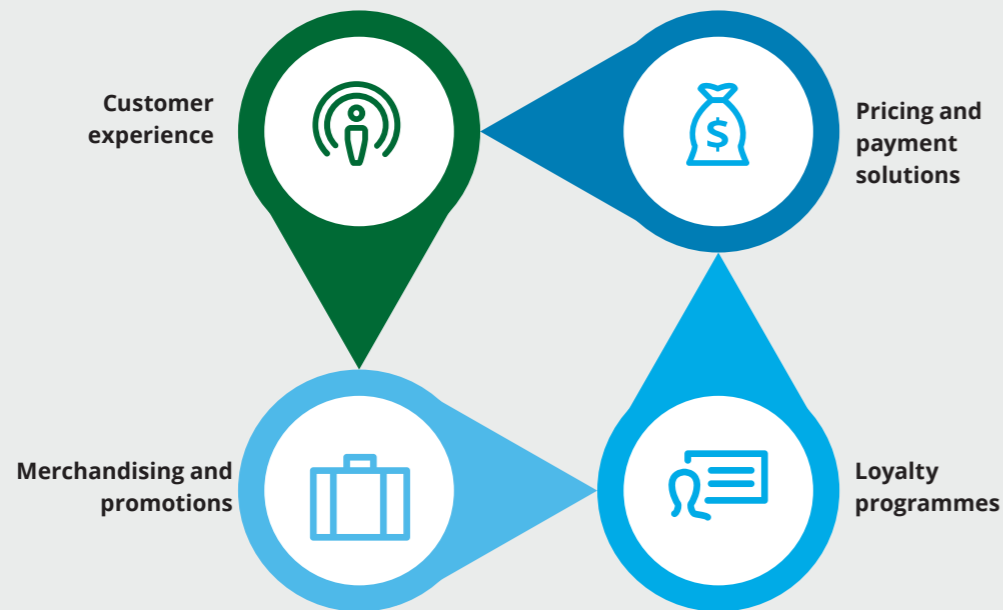 Customer
experience
$
Pricing and
payment
solutions
Merchandising and
promotions
Loyalty
programmes